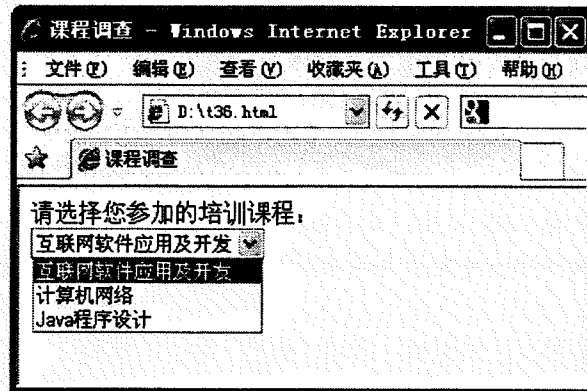 课程调查 - Windows Internet Explorer
文件(F) 编辑(E) 查看(V) 收藏夹(A) 工具(T) 帮助(H)
D:\t36.html
课程调查
请选择您参加的培训课程：
互联网软件应用及开发
互联网软件应用及开发
计算机网络
Java程序设计